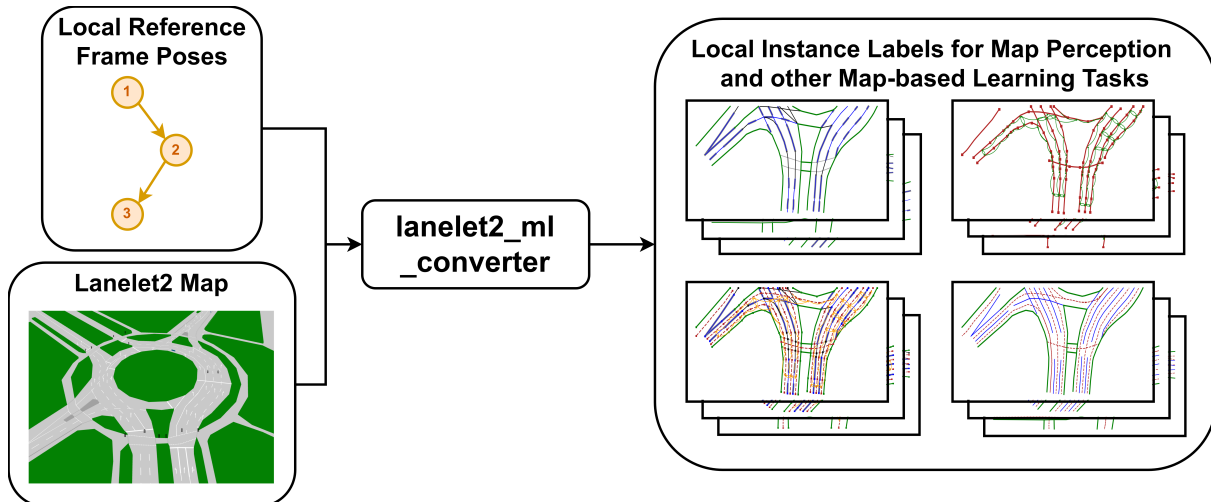 Local Reference
Frame Poses
1
2
3
Lanelet2 Map
lanelet2_ml
_converter
Local Instance Labels for Map Perception
and other Map-based Learning Tasks